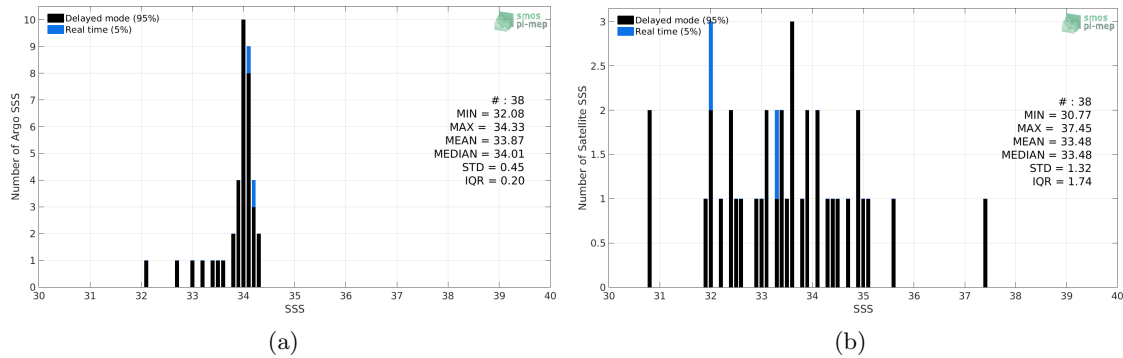 Delayed mode (95%)
Real time (5%)
smos
pi-mep
Number of Argo SSS
10
9
8
7
6
5
4
3
2
1
0
# : 38
MIN = 32.08
MAX = 34.33
MEAN = 33.87
MEDIAN = 34.01
STD = 0.45
IQR = 0.20
30 31 32 33 34 35 36 37 38 39 40
SSS
(a)
Delayed mode (95%)
Real time (5%)
smos
pi-mep
Number of Satellite SSS
3
2.5
2
1.5
1
0.5
0
# : 38
MIN = 30.77
MAX = 37.45
MEAN = 33.48
MEDIAN = 33.48
STD = 1.32
IQR = 1.74
30 31 32 33 34 35 36 37 38 39 40
SSS
(b)